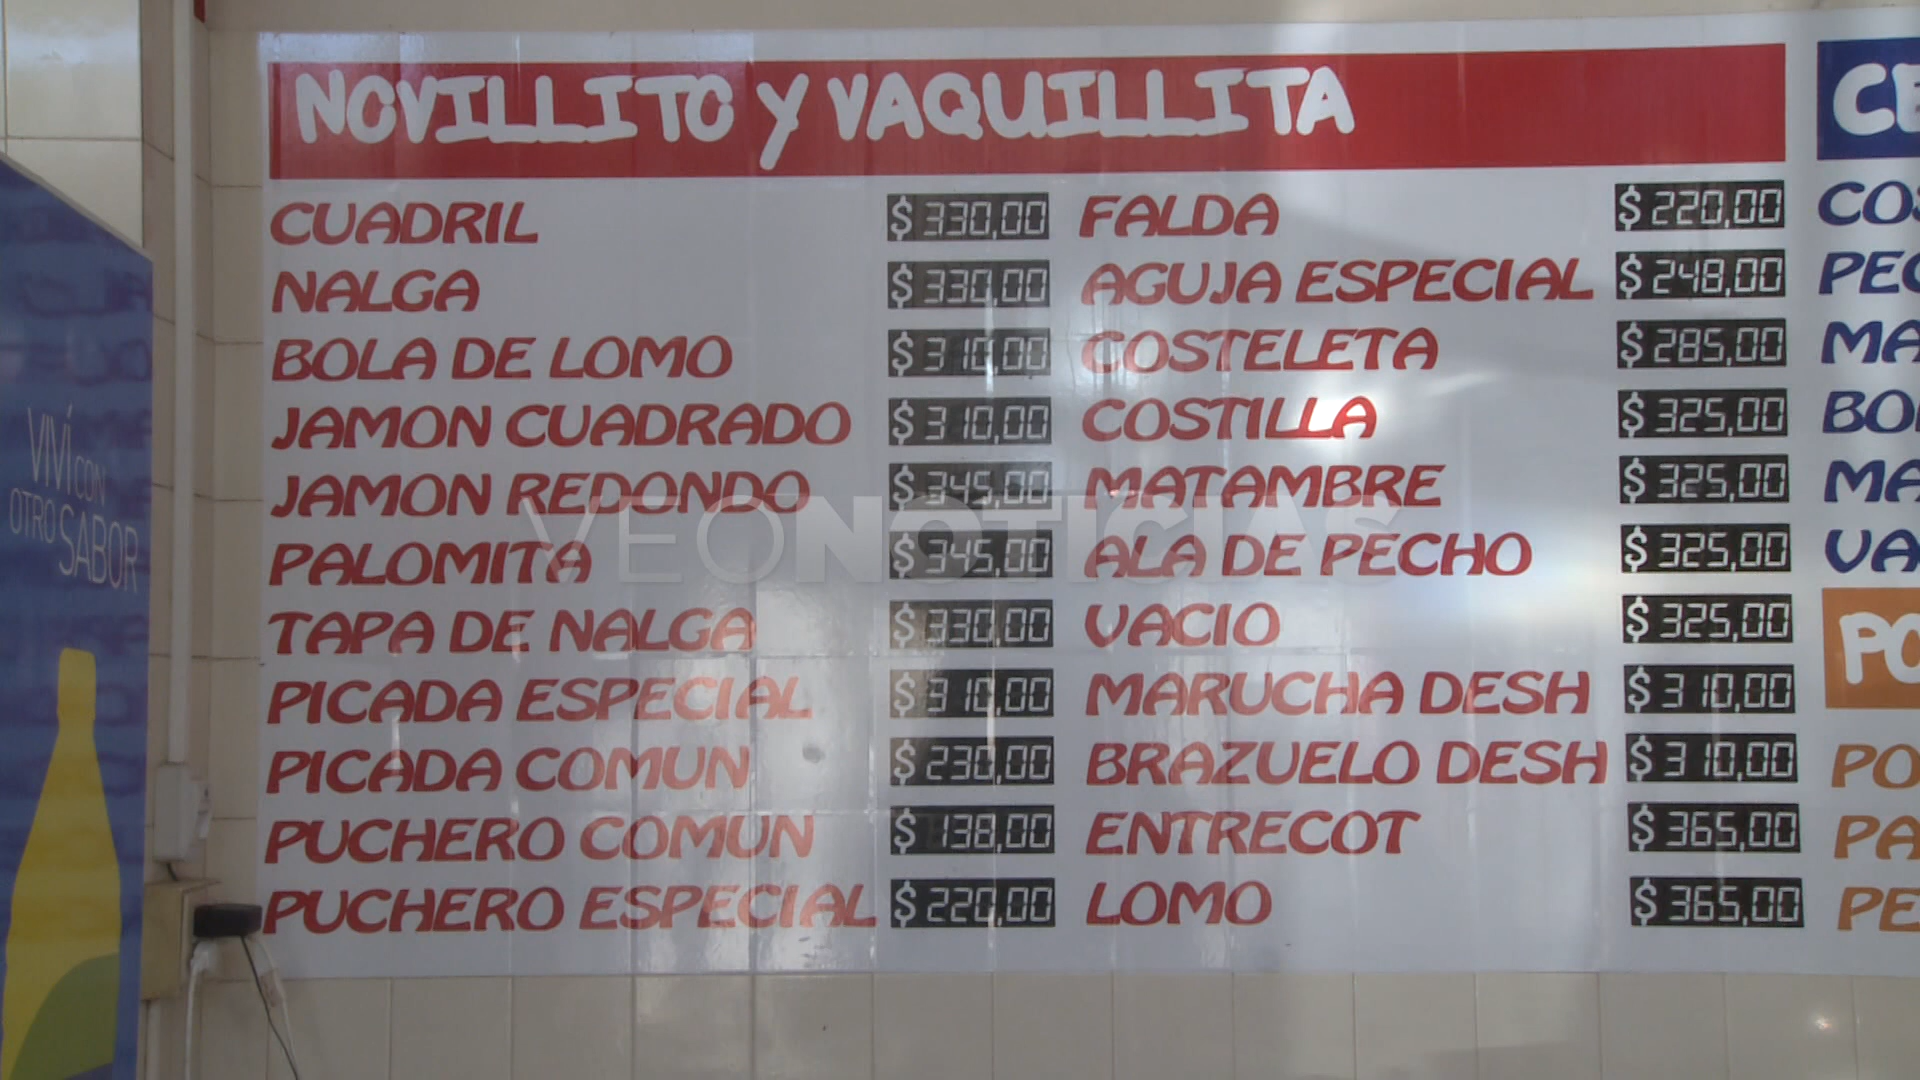 NOVILLITO Y VAQUILLITA
CUADRIL $ 330,00
NALGA $ 330,00
BOLA DE LOMO $ 310,00
JAMON CUADRADO $ 310,00
JAMON REDONDO $ 345,00
PALOMITA $ 345,00
TAPA DE NALGA $ 330,00
PICADA ESPECIAL $ 310,00
PICADA COMUN $ 230,00
PUCHERO COMUN $ 138,00
PUCHERO ESPECIAL $ 220,00
FALDA $ 220,00
AGUJA ESPECIAL $ 248,00
COSTELETA $ 285,00
COSTILLA $ 325,00
MATAMBRE $ 325,00
ALA DE PECHO $ 325,00
VACIO $ 325,00
MARUCHA DESH $ 310,00
BRAZUELO DESH $ 310,00
ENTRECOT $ 365,00
LOMO $ 365,00
VIVÍ CON
OTRO SABOR
VEONOTICIAS